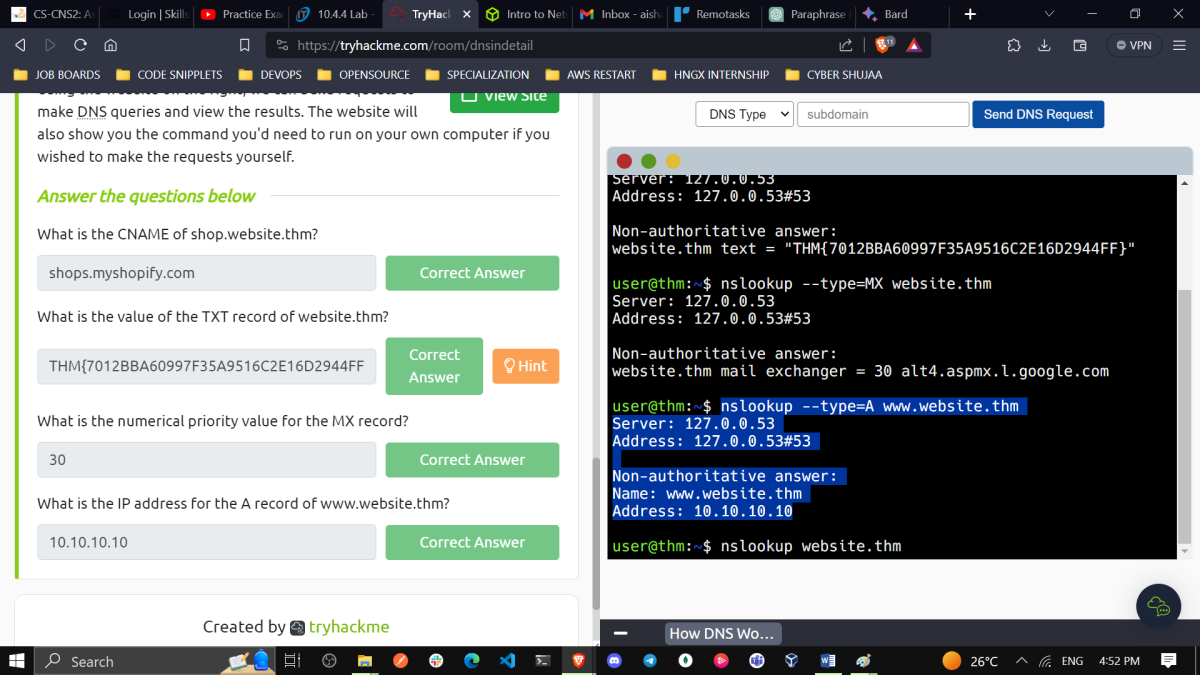 CS-CNS2: As
Login | Skills
Practice Exa
10.4.4 Lab -
TryHack
Intro to Net
Inbox - aisha
Remotasks
Paraphrase
Bard
https://tryhackme.com/room/dnsindetail
11
VPN
JOB BOARDS
CODE SNIPPLETS
DEVOPS
OPENSOURCE
SPECIALIZATION
AWS RESTART
HNGX INTERNSHIP
CYBER SHUJAA
View Site
make DNS queries and view the results. The website will
also show you the command you'd need to run on your own computer if you
wished to make the requests yourself.
Answer the questions below
What is the CNAME of shop.website.thm?
shops.myshopify.com
Correct Answer
What is the value of the TXT record of website.thm?
THM{7012BBA60997F35A9516C2E16D2944FF
Correct
Answer
Hint
What is the numerical priority value for the MX record?
30
Correct Answer
What is the IP address for the A record of www.website.thm?
10.10.10.10
Correct Answer
Created by tryhackme
DNS Type
subdomain
Send DNS Request
Server: 127.0.0.53
Address: 127.0.0.53#53
Non-authoritative answer:
website.thm text = "THM{7012BBA60997F35A9516C2E16D2944FF}"
user@thm:~$ nslookup --type=MX website.thm
Server: 127.0.0.53
Address: 127.0.0.53#53
Non-authoritative answer:
website.thm mail exchanger = 30 alt4.aspmx.l.google.com
user@thm:~$ nslookup --type=A www.website.thm
Server: 127.0.0.53
Address: 127.0.0.53#53
Non-authoritative answer:
Name: www.website.thm
Address: 10.10.10.10
user@thm:~$ nslookup website.thm
How DNS Wo...
Search
26°C
ENG
4:52 PM